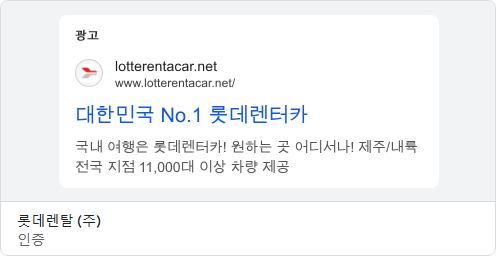 광고
lotterentacar.net
www.lotterentacar.net/
대한민국 No.1 롯데렌터카
국내 여행은 롯데렌터카! 원하는 곳 어디서나! 제주/내륙
전국 지점 11,000대 이상 차량 제공
롯데렌탈 (주)
인증